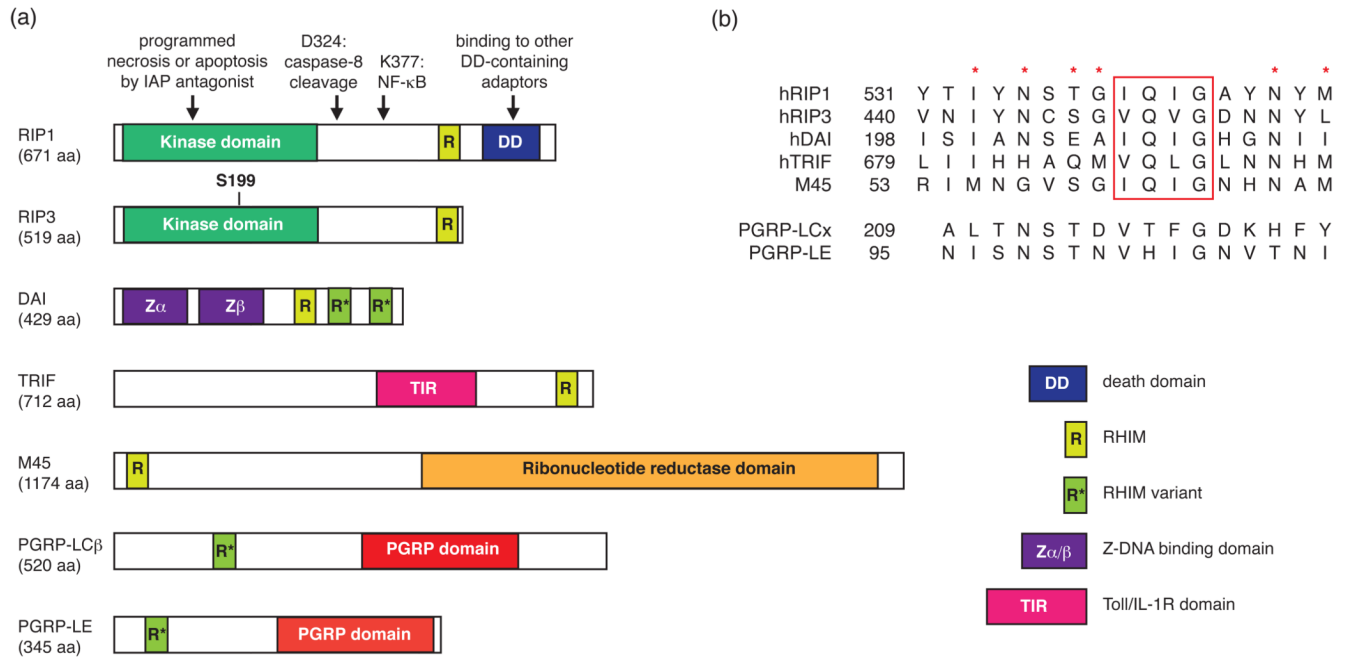 (a)
programmed
necrosis or apoptosis
by IAP antagonist
D324:
caspase-8
cleavage
K377:
NF-κB
binding to other
DD-containing
adaptors
RIP1
(671 aa)
Kinase domain
R
DD
S199
RIP3
(519 aa)
Kinase domain
R
DAI
(429 aa)
Zα
Zβ
R
R*
R*
TRIF
(712 aa)
TIR
R
M45
(1174 aa)
R
Ribonucleotide reductase domain
PGRP-LCβ
(520 aa)
R*
PGRP domain
PGRP-LE
(345 aa)
R*
PGRP domain
(b)
* * * * * *
hRIP1 531 Y T I Y N S T G I Q I G A Y N Y M
hRIP3 440 V N I Y N C S G V Q V G D N N Y L
hDAI 198 I S I A N S E A I Q I G H G N I I
hTRIF 679 L I I H H A Q M V Q L G L N N H M
M45 53 R I M N G V S G I Q I G N H N A M
PGRP-LCx 209 A L T N S T D V T F G D K H F Y
PGRP-LE 95 N I S N S T N V H I G N V T N I
DD death domain
R RHIM
R* RHIM variant
Zα/β Z-DNA binding domain
TIR Toll/IL-1R domain